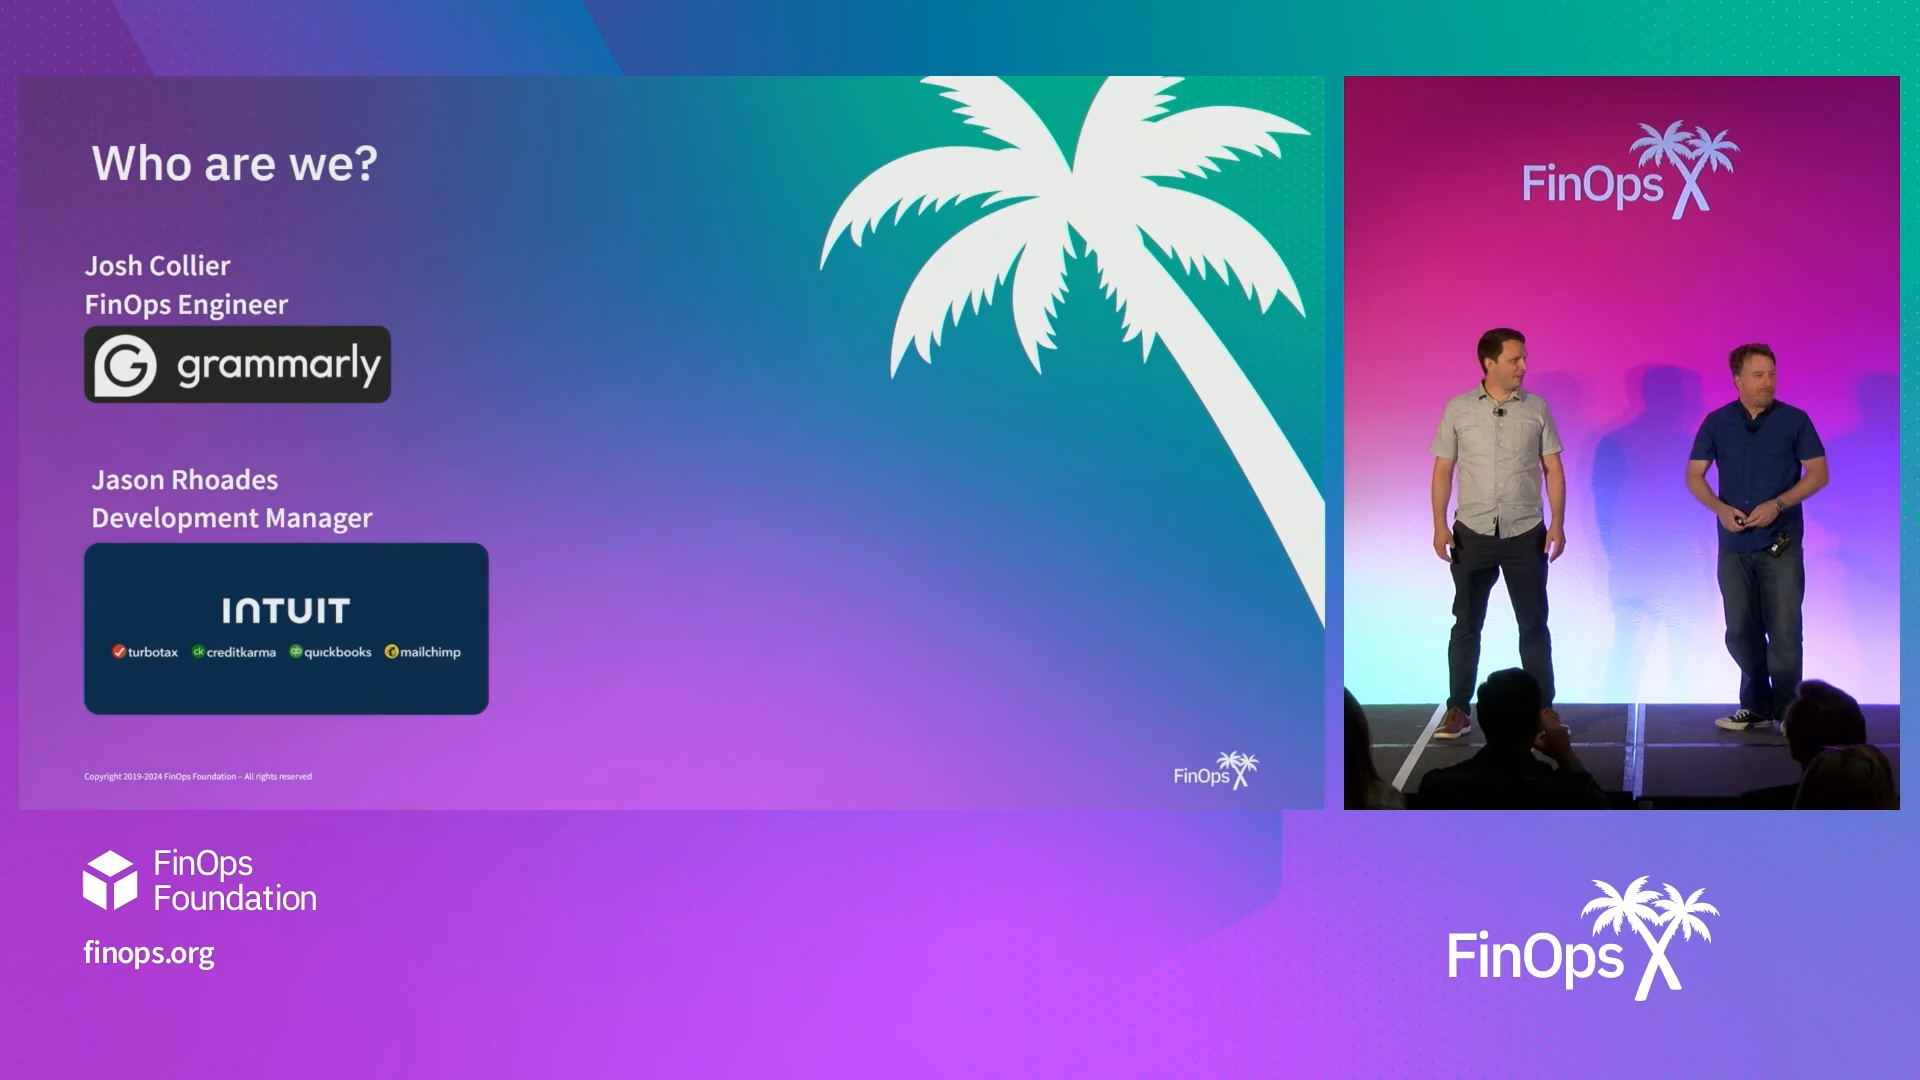 Who are we?
Josh Collier
FinOps Engineer
grammarly
Jason Rhoades
Development Manager
INTUIT
turbotax creditkarma quickbooks mailchimp
Copyright 2019-2024 FinOps Foundation – All rights reserved
FinOps X
FinOps X
FinOps
Foundation
finops.org
FinOps X